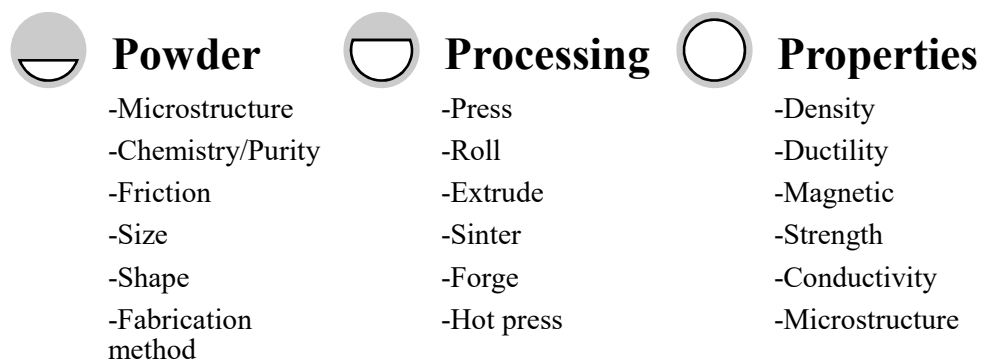 Powder
-Microstructure
-Chemistry/Purity
-Friction
-Size
-Shape
-Fabrication
method
Processing
-Press
-Roll
-Extrude
-Sinter
-Forge
-Hot press
Properties
-Density
-Ductility
-Magnetic
-Strength
-Conductivity
-Microstructure